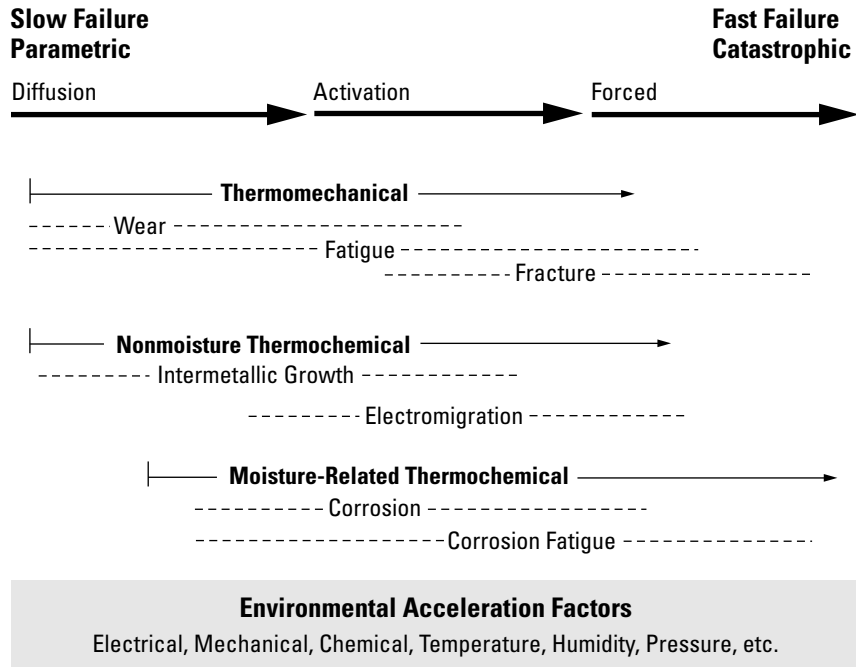 Slow Failure
Parametric
Fast Failure
Catastrophic
Diffusion
Activation
Forced
Thermomechanical
Wear
Fatigue
Fracture
Nonmoisture Thermochemical
Intermetallic Growth
Electromigration
Moisture-Related Thermochemical
Corrosion
Corrosion Fatigue
Environmental Acceleration Factors
Electrical, Mechanical, Chemical, Temperature, Humidity, Pressure, etc.